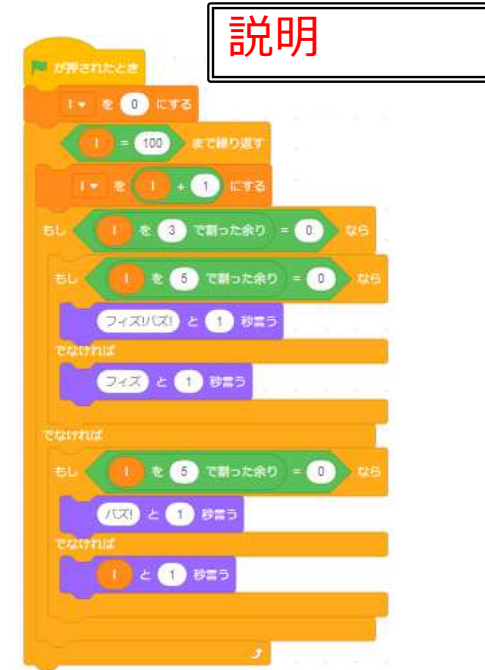 説明
が押されたとき
I を 0 にする
I = 100 まで繰り返す
I を I + 1 にする
もし I を 3 で割った余り = 0 なら
もし I を 5 で割った余り = 0 なら
フィズ!バズ! と 1 秒言う
でなければ
フィズ と 1 秒言う
でなければ
もし I を 5 で割った余り = 0 なら
バズ! と 1 秒言う
でなければ
I と 1 秒言う